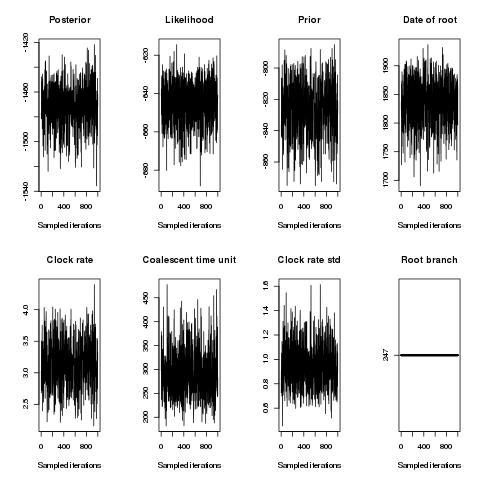 Posterior
Likelihood
Prior
Date of root
-1420
-1460
-1500
-1540
0 400 800
Sampled iterations
-620
-640
-660
-680
0 400 800
Sampled iterations
-800
-820
-840
-860
0 400 800
Sampled iterations
1900
1850
1800
1750
1700
0 400 800
Sampled iterations
Clock rate
Coalescent time unit
Clock rate std
Root branch
4.0
3.5
3.0
2.5
0 400 800
Sampled iterations
450
400
350
300
250
200
0 400 800
Sampled iterations
1.6
1.4
1.2
1.0
0.8
0.6
0 400 800
Sampled iterations
247
0 400 800
Sampled iterations